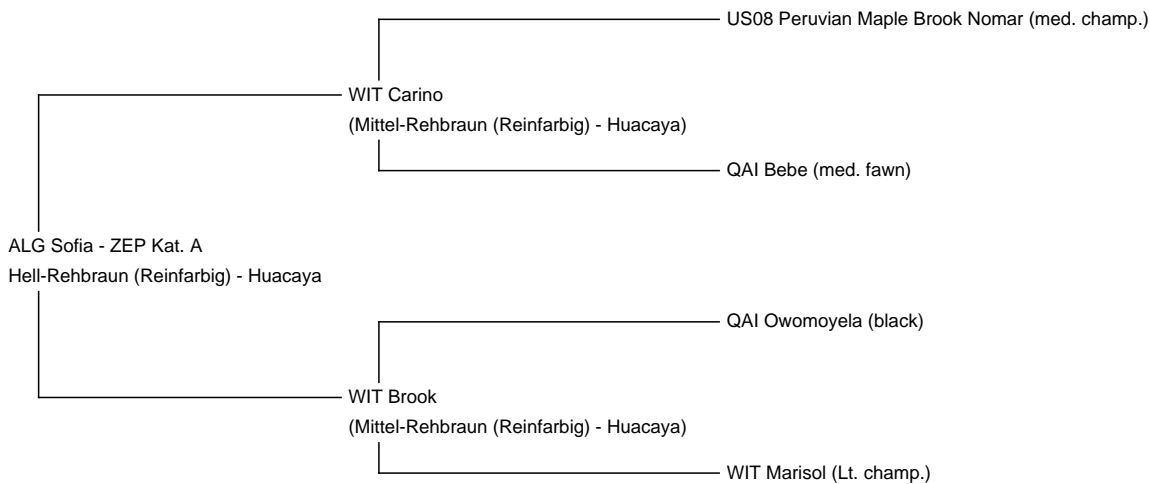 US08 Peruvian Maple Brook Nomar (med. champ.)
WIT Carino
(Mittel-Rehbraun (Reinfarbig) - Huacaya)
QAI Bebe (med. fawn)
ALG Sofia - ZEP Kat. A
Hell-Rehbraun (Reinfarbig) - Huacaya
QAI Owomoyela (black)
WIT Brook
(Mittel-Rehbraun (Reinfarbig) - Huacaya)
WIT Marisol (Lt. champ.)